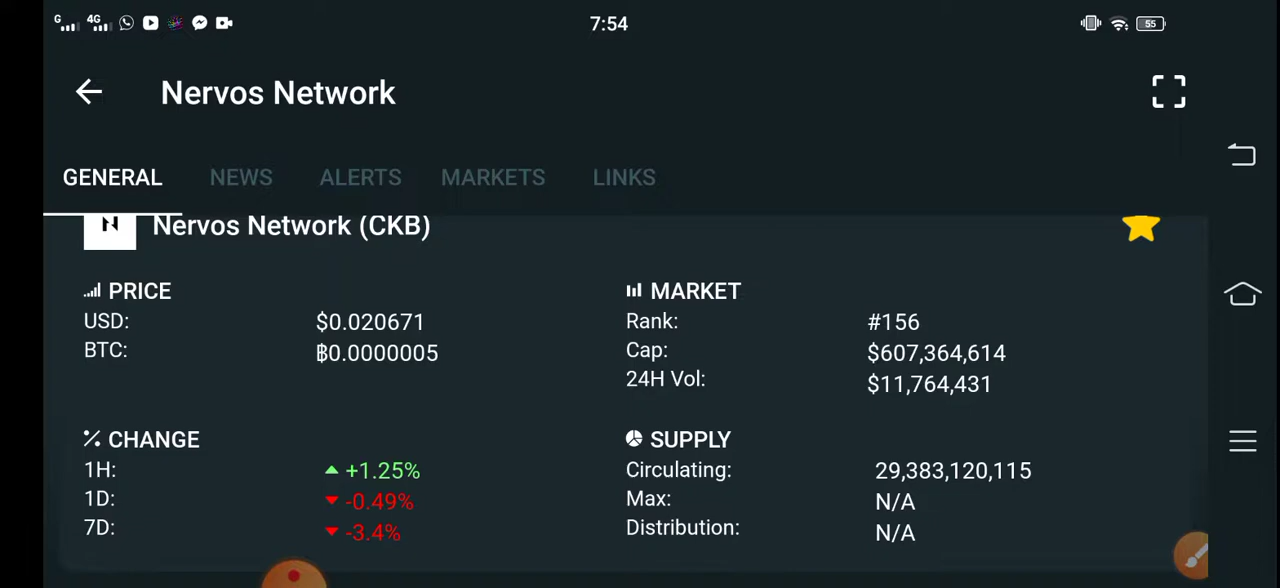 G 4G 7:54 55
Nervos Network
GENERAL NEWS ALERTS MARKETS LINKS
Nervos Network (CKB)
PRICE
USD: $0.020671
BTC: ฿0.0000005
MARKET
Rank: #156
Cap: $607,364,614
24H Vol: $11,764,431
CHANGE
1H: +1.25%
1D: -0.49%
7D: -3.4%
SUPPLY
Circulating: 29,383,120,115
Max: N/A
Distribution: N/A